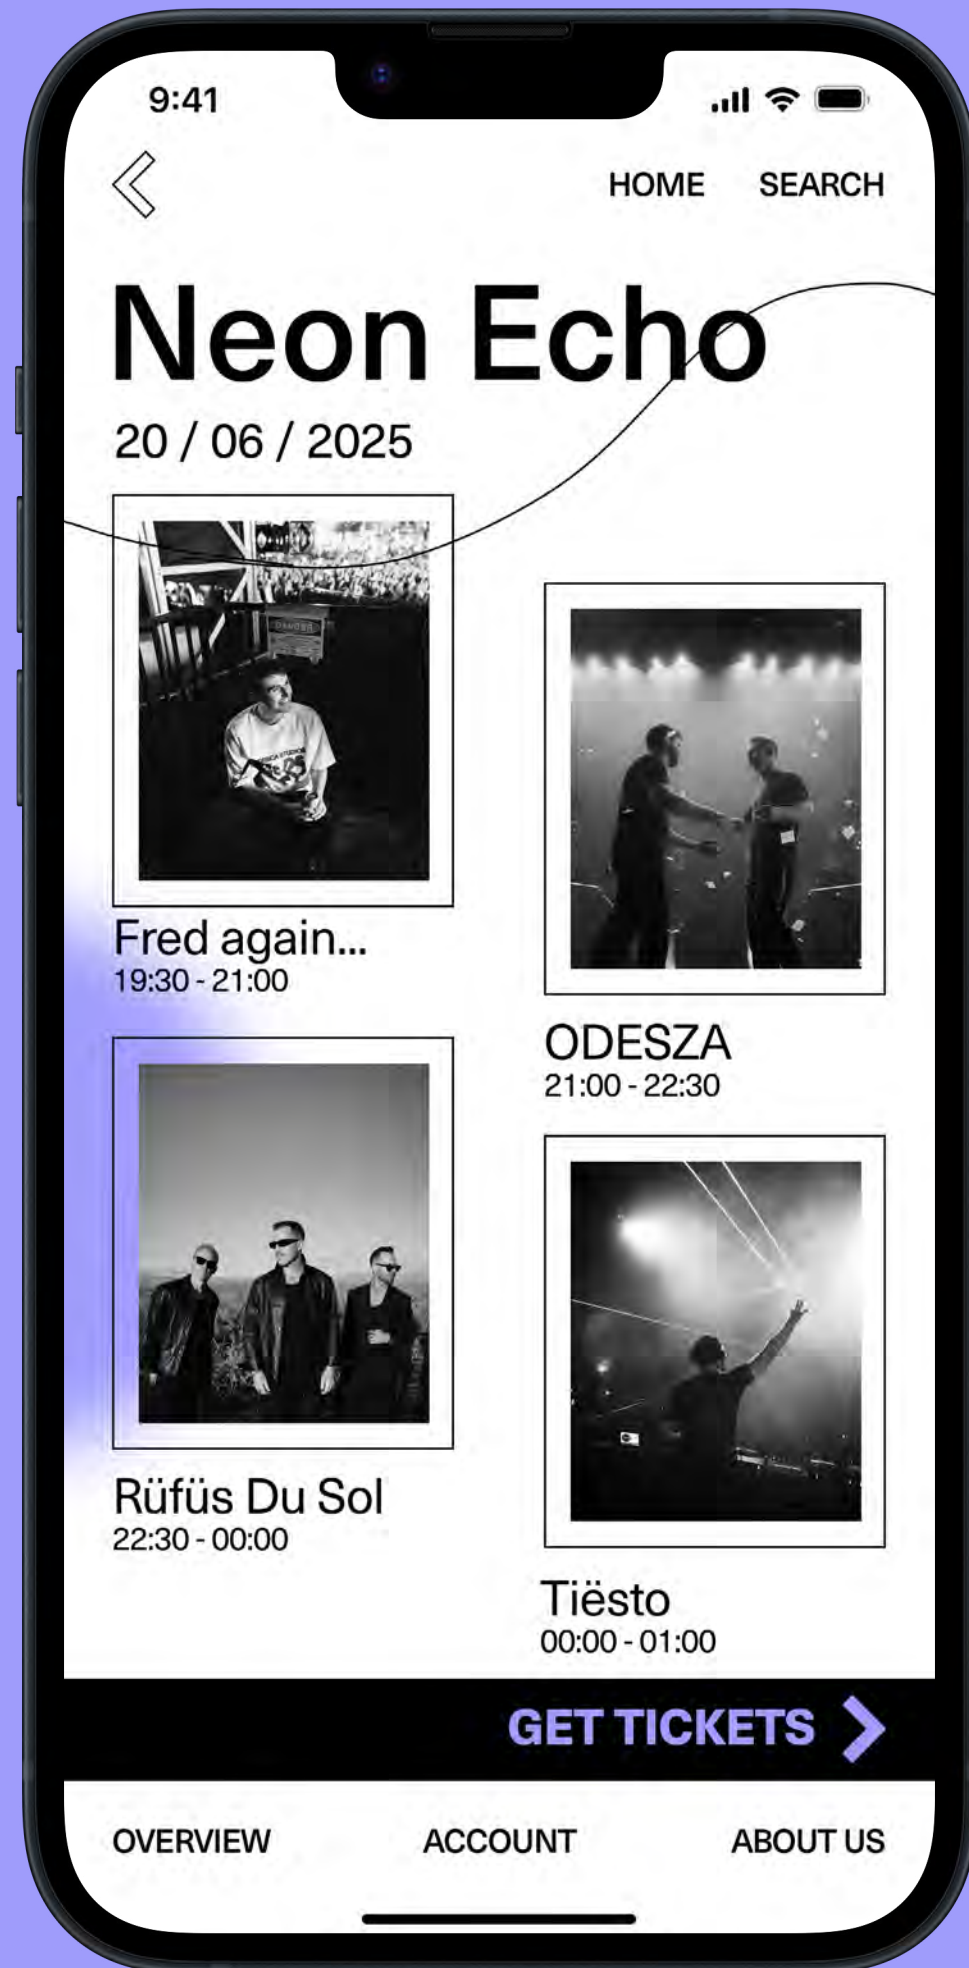 9:41
HOME SEARCH
Neon Echo
20 / 06 / 2025
DANGER
Fred again...
19:30 - 21:00
ODESZA
21:00 - 22:30
Rüfüs Du Sol
22:30 - 00:00
Tiësto
00:00 - 01:00
GET TICKETS
OVERVIEW ACCOUNT ABOUT US